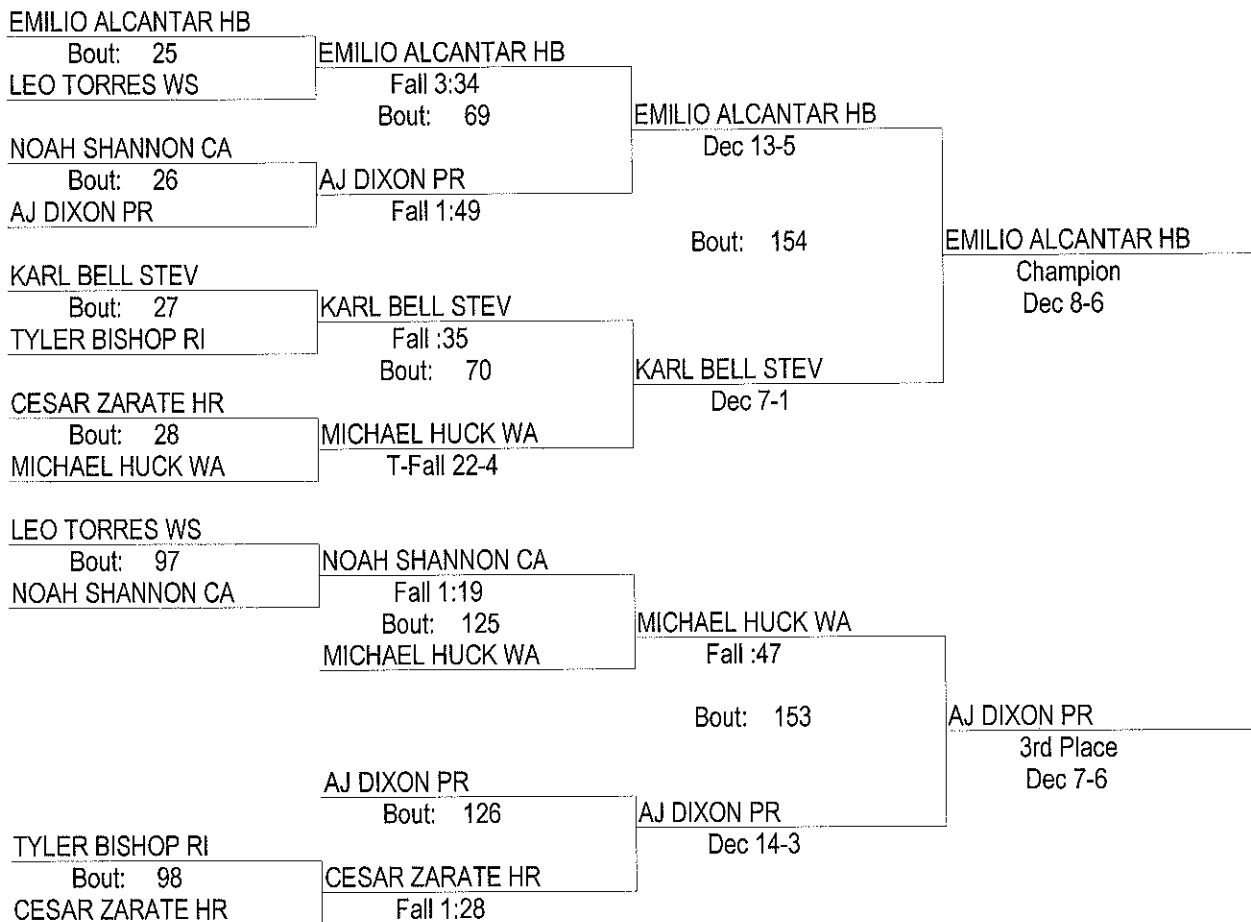 EMILIO ALCANTAR HB
Bout: 25
LEO TORRES WS
EMILIO ALCANTAR HB
Fall 3:34
Bout: 69
NOAH SHANNON CA
Bout: 26
AJ DIXON PR
AJ DIXON PR
Fall 1:49
EMILIO ALCANTAR HB
Dec 13-5
KARL BELL STEV
Bout: 27
TYLER BISHOP RI
KARL BELL STEV
Fall :35
Bout: 70
CESAR ZARATE HR
Bout: 28
MICHAEL HUCK WA
MICHAEL HUCK WA
T-Fall 22-4
KARL BELL STEV
Dec 7-1
Bout: 154
EMILIO ALCANTAR HB
Champion
Dec 8-6
LEO TORRES WS
Bout: 97
NOAH SHANNON CA
NOAH SHANNON CA
Fall 1:19
Bout: 125
MICHAEL HUCK WA
MICHAEL HUCK WA
Fall :47
Bout: 153
AJ DIXON PR
Bout: 126
TYLER BISHOP RI
Bout: 98
CESAR ZARATE HR
CESAR ZARATE HR
Fall 1:28
AJ DIXON PR
Dec 14-3
AJ DIXON PR
3rd Place
Dec 7-6